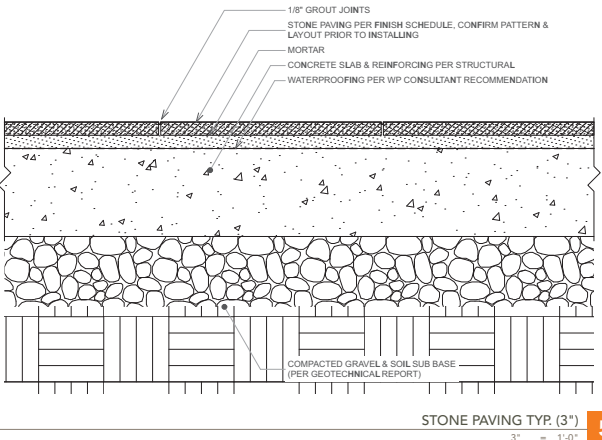 1/8" GROUT JOINTS
STONE PAVING PER FINISH SCHEDULE, CONFIRM PATTERN &
LAYOUT PRIOR TO INSTALLING
MORTAR
CONCRETE SLAB & REINFORCING PER STRUCTURAL
WATERPROOFING PER WP CONSULTANT RECOMMENDATION
COMPACTED GRAVEL & SOIL SUB BASE
(PER GEOTECHNICAL REPORT)
STONE PAVING TYP. (3")
3" = 1'-0"